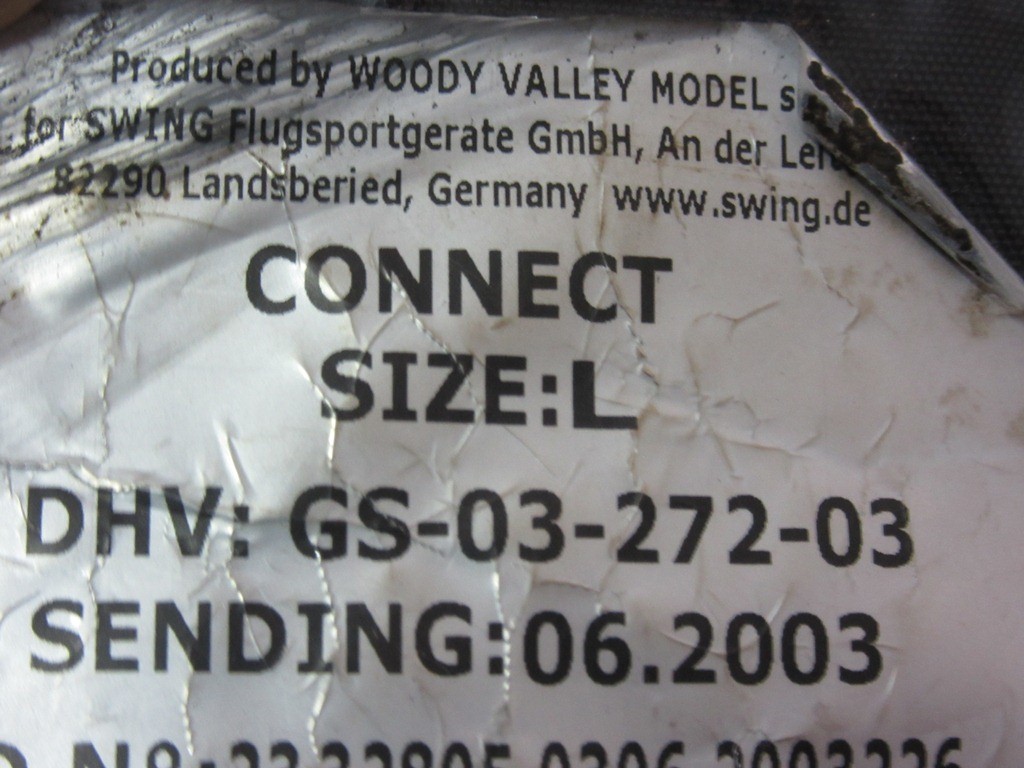 Produced by WOODY VALLEY MODEL
for SWING Flugsportgerate GmbH, An der
82290 Landsberied, Germany www.swing.de
CONNECT
SIZE:L
DHV: GS-03-272-03
SENDING:06.2003